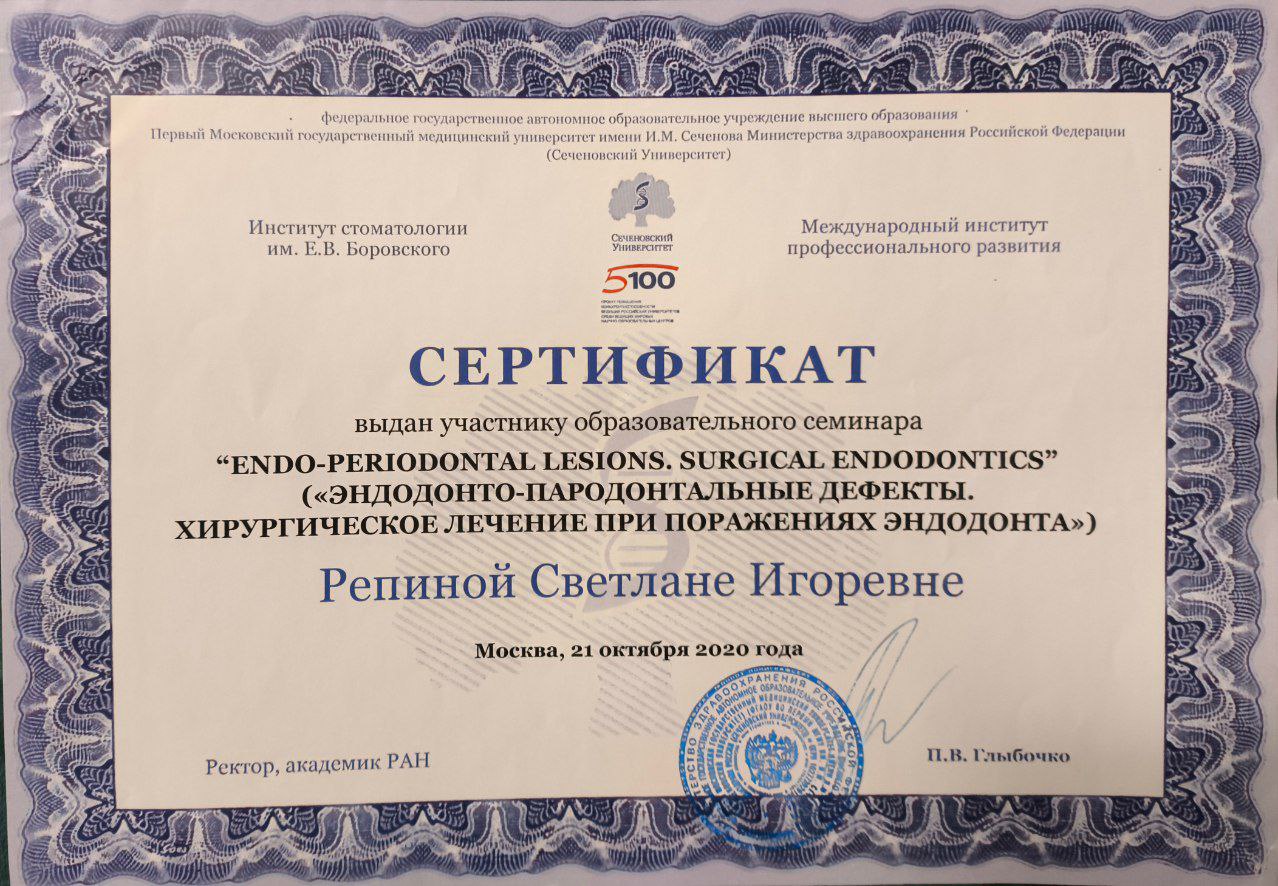 федеральное государственное автономное образовательное учреждение высшего образования
Первый Московский государственный медицинский университет имени И.М. Сеченова Министерства здравоохранения Российской Федерации
(Сеченовский Университет)
Институт стоматологии
им. Е.В. Боровского
Сеченовский
Университет
5100
Международный институт
профессионального развития
СЕРТИФИКАТ
выдан участнику образовательного семинара
“ENDO-PERIODONTAL LESIONS. SURGICAL ENDODONTICS”
(«ЭНДОДОНТО-ПАРОДОНТАЛЬНЫЕ ДЕФЕКТЫ.
ХИРУРГИЧЕСКОЕ ЛЕЧЕНИЕ ПРИ ПОРАЖЕНИЯХ ЭНДОДОНТА»)
Репиной Светлане Игоревне
Москва, 21 октября 2020 года
Ректор, академик РАН
П.В. Глыбочко
ЗДРАВООХРАНЕНИЯ РОССИЙСКОЙ